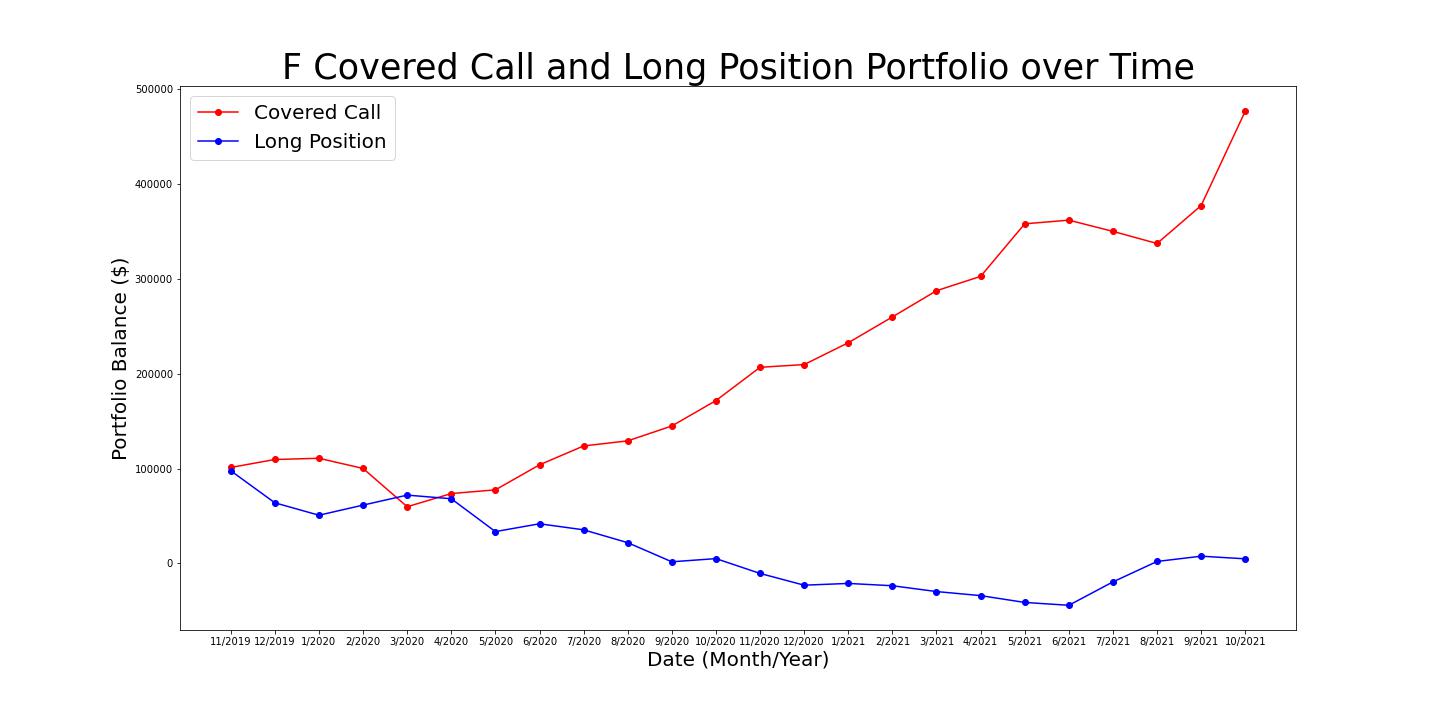 F Covered Call and Long Position Portfolio over Time
Covered Call
Long Position
Portfolio Balance ($)
500000
400000
300000
200000
100000
0
11/2019 12/2019 1/2020 2/2020 3/2020 4/2020 5/2020 6/2020 7/2020 8/2020 9/2020 10/2020 11/2020 12/2020 1/2021 2/2021 3/2021 4/2021 5/2021 6/2021 7/2021 8/2021 9/2021 10/2021
Date (Month/Year)